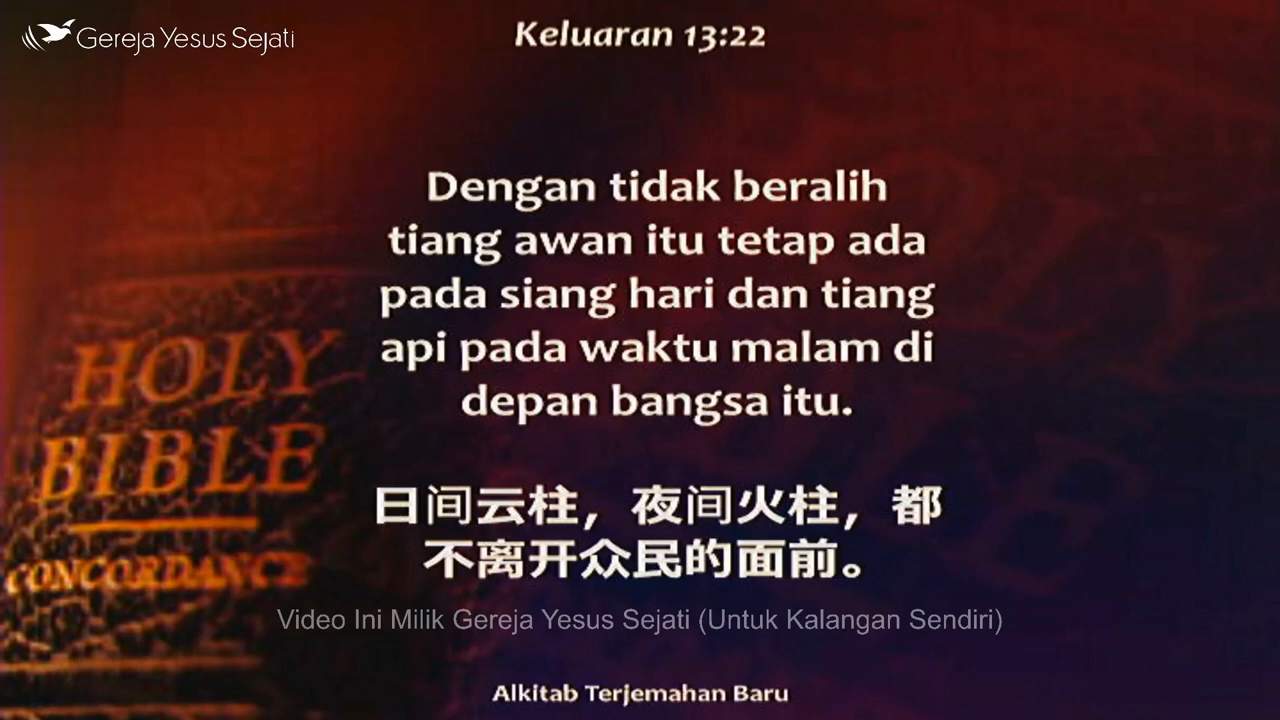 Gereja Yesus Sejati
Keluaran 13:22
Dengan tidak beralih
tiang awan itu tetap ada
pada siang hari dan tiang
api pada waktu malam di
depan bangsa itu.
日间云柱，夜间火柱，都
不离开众民的面前。
HOLY
BIBLE
CONCORDANCE
Video Ini Milik Gereja Yesus Sejati (Untuk Kalangan Sendiri)
Alkitab Terjemahan Baru